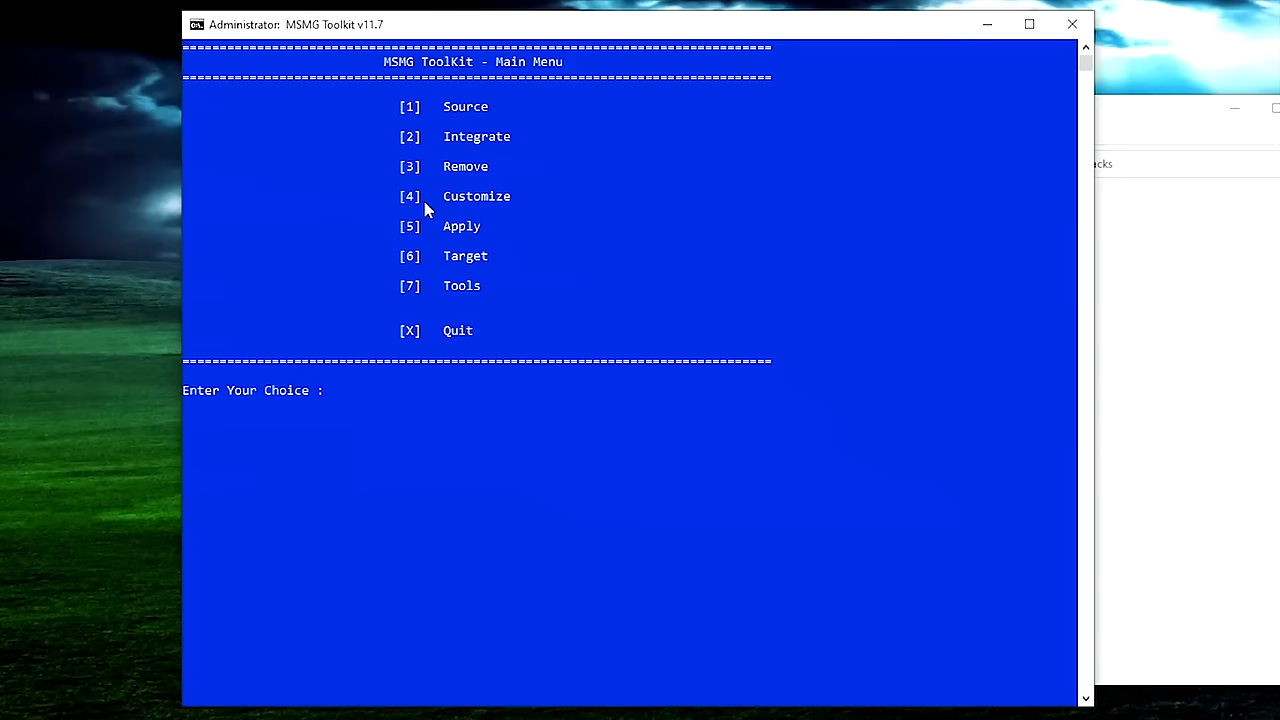 Administrator:  MSMG Toolkit v11.7
===============================================================================
MSMG ToolKit - Main Menu
===============================================================================
[1]   Source
[2]   Integrate
[3]   Remove
[4]   Customize
[5]   Apply
[6]   Target
[7]   Tools
[X]   Quit
===============================================================================
Enter Your Choice :